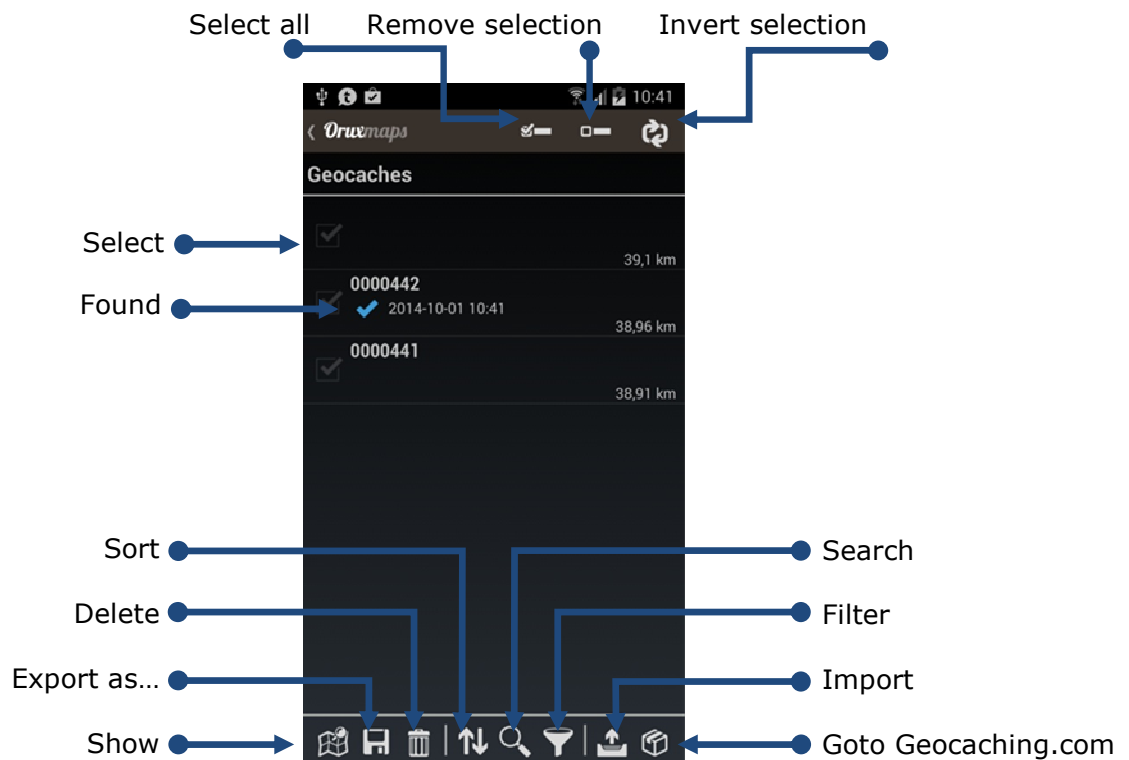 Select all Remove selection Invert selection
10:41
Oruxmaps
Geocaches
Select
39,1 km
0000442
Found
2014-10-01 10:41
38,96 km
0000441
38,91 km
Sort
Search
Delete
Filter
Export as…
Import
Show
Goto Geocaching.com